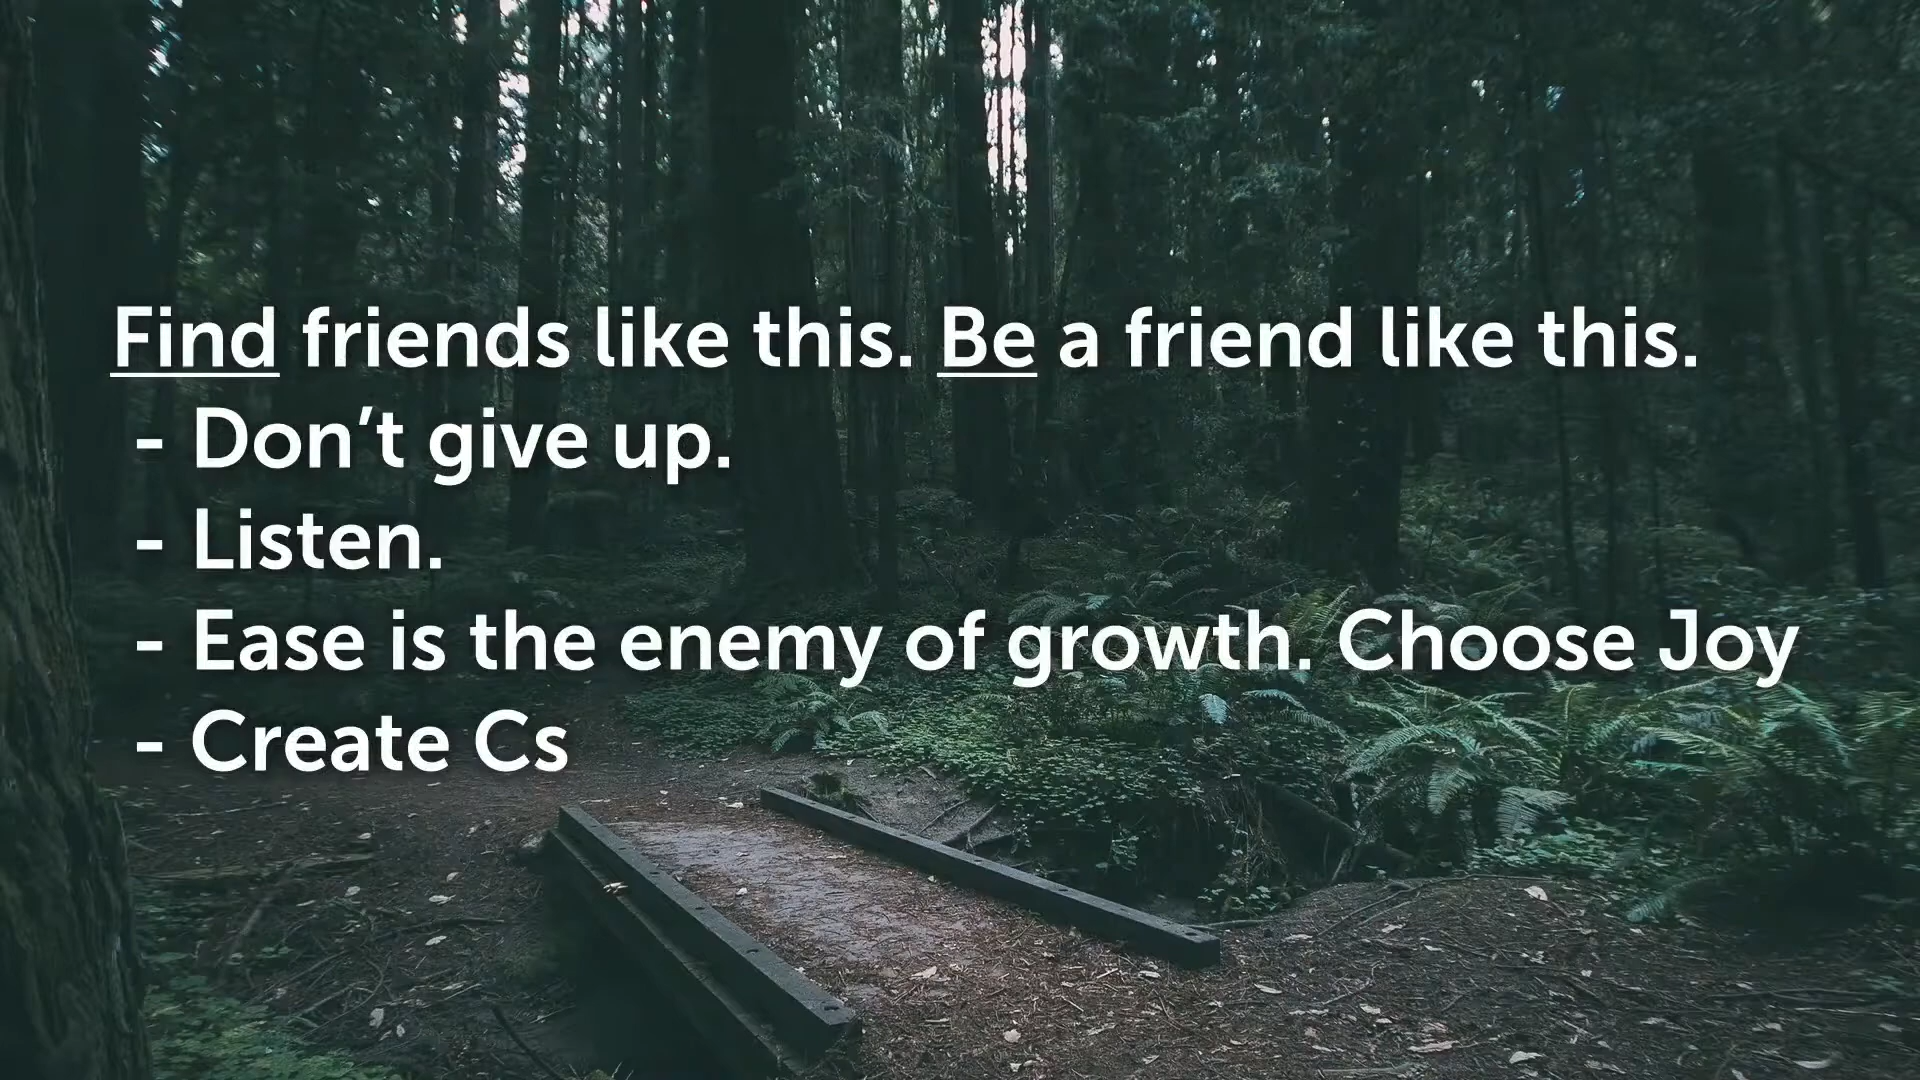 Find friends like this. Be a friend like this.
- Don’t give up.
- Listen.
- Ease is the enemy of growth. Choose Joy
- Create Cs